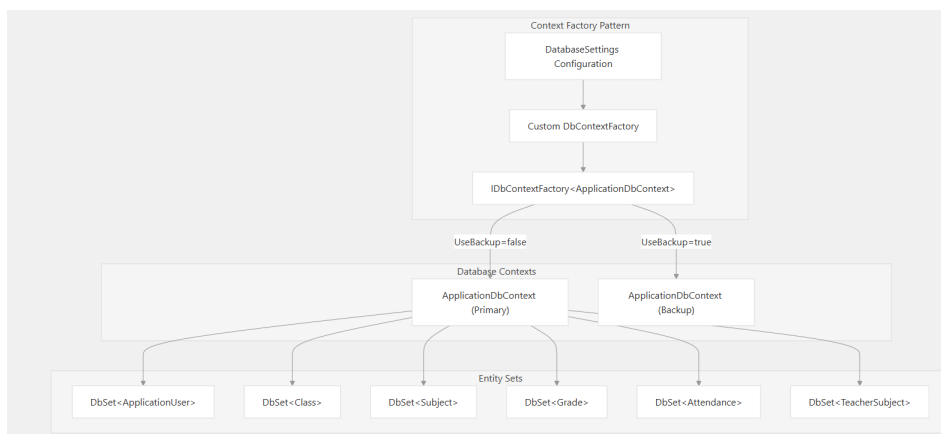 Context Factory Pattern
DatabaseSettings
Configuration
Custom DbContextFactory
IDbContextFactory<ApplicationDbContext>
UseBackup=false
UseBackup=true
Database Contexts
ApplicationDbContext
(Primary)
ApplicationDbContext
(Backup)
Entity Sets
DbSet<ApplicationUser>
DbSet<Class>
DbSet<Subject>
DbSet<Grade>
DbSet<Attendance>
DbSet<TeacherSubject>